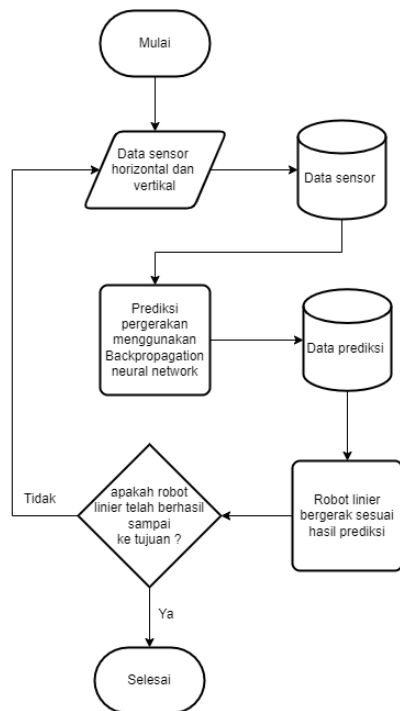 Mulai
Data sensor
horizontal dan
vertikal
Data sensor
Prediksi
pergerakan
menggunakan
Backpropagation
neural network
Data prediksi
Robot linier
bergerak sesuai
hasil prediksi
apakah robot
linier telah berhasil
sampai
ke tujuan ?
Tidak
Ya
Selesai